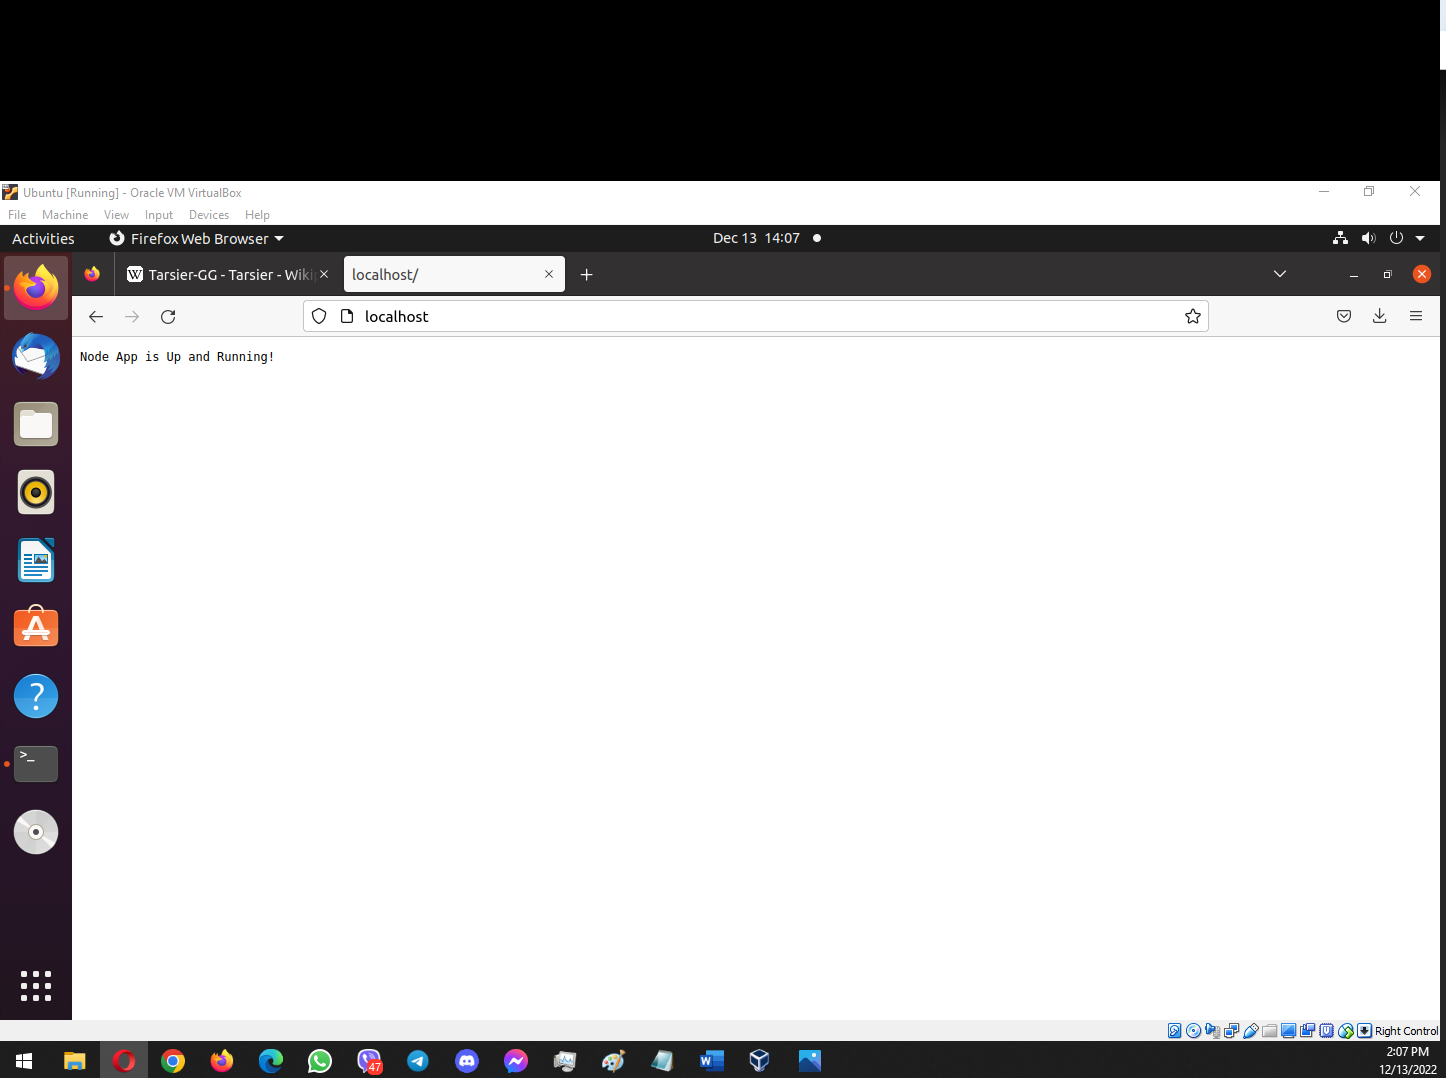 Ubuntu [Running] - Oracle VM VirtualBox
File Machine View Input Devices Help
Activities Firefox Web Browser Dec 13 14:07
Tarsier-GG - Tarsier - Wiki localhost/
localhost
Node App is Up and Running!
Right Control
47
2:07 PM
12/13/2022